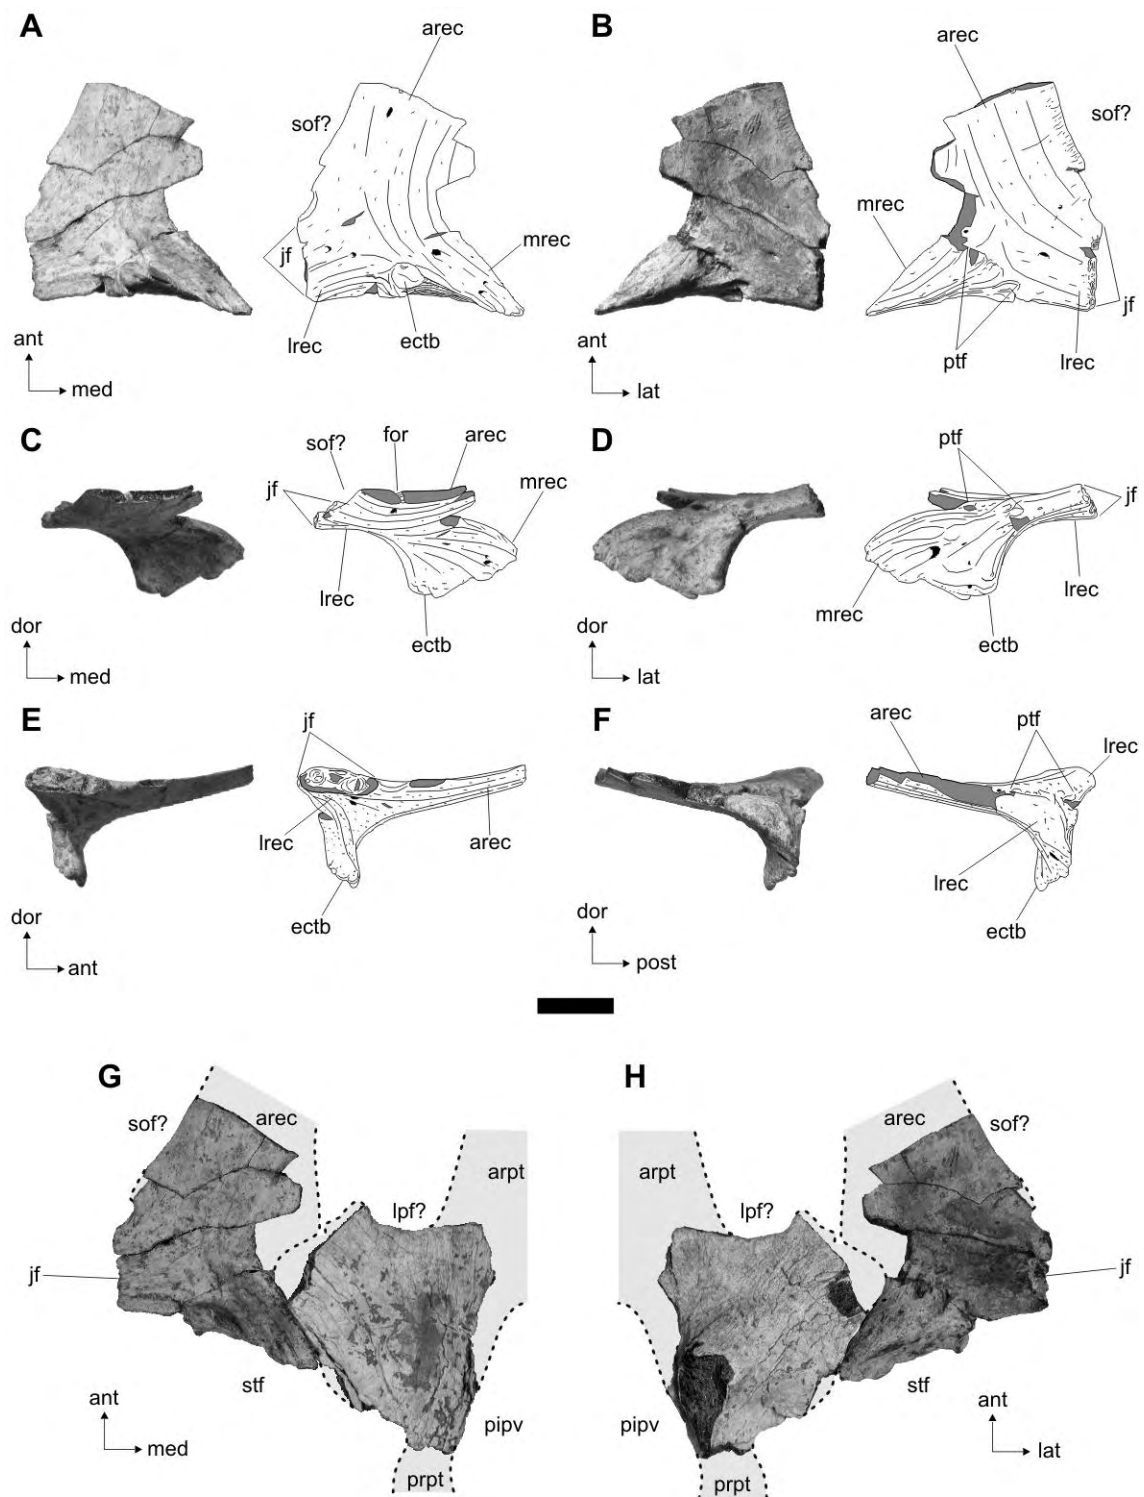 A
arec
sof?
mrec
jf
lrec
ectb
ant
med
B
arec
sof?
mrec
jf
ptf
lrec
ant
lat
C
sof?
for
arec
jf
mrec
lrec
ectb
dor
med
D
ptf
jf
mrec
lrec
ectb
dor
lat
E
jf
lrec
arec
ectb
dor
ant
F
arec
ptf
lrec
lrec
ectb
dor
post
G
sof?
arec
arpt
lpf?
jf
stf
pipv
prpt
ant
med
H
arpt
lpf?
arec
sof?
jf
stf
pipv
prpt
ant
lat